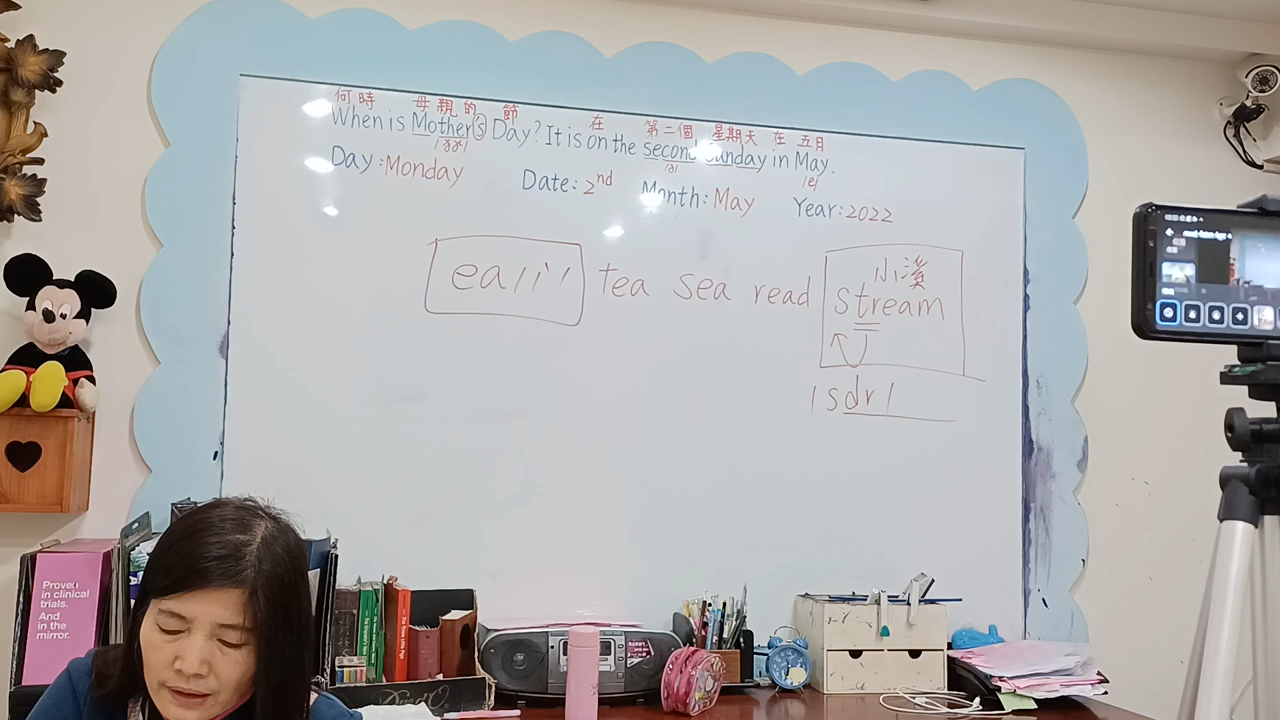 何時 母親的 節 在 第二個 星期天 在 五月
When is Mother's Day? It is on the second Sunday in May.
/ə/ /e/
Day: Monday Date: 2nd Month: May Year: 2022
ea/i/ tea sea read
小溪
stream
/sdr/
Proven
in clinical
trials.
And
in the
mirror.